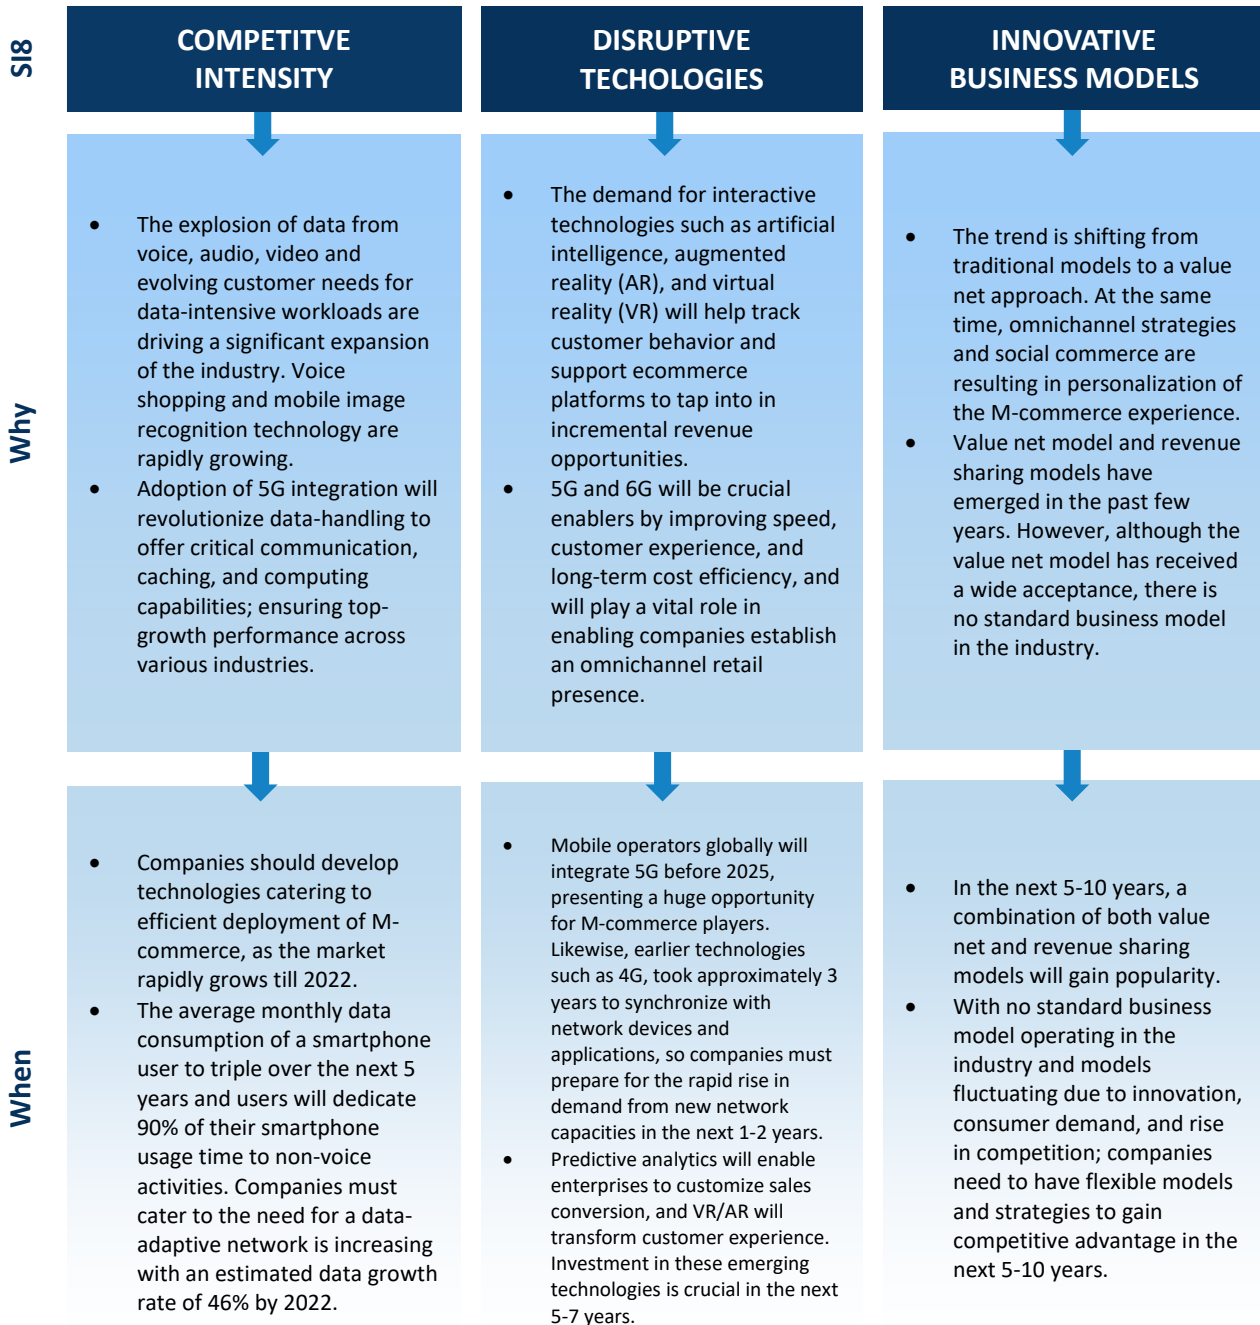 SI8
COMPETITVE
INTENSITY
DISRUPTIVE
TECHOLOGIES
INNOVATIVE
BUSINESS MODELS
Why
• The explosion of data from
voice, audio, video and
evolving customer needs for
data-intensive workloads are
driving a significant expansion
of the industry. Voice
shopping and mobile image
recognition technology are
rapidly growing.
• Adoption of 5G integration will
revolutionize data-handling to
offer critical communication,
caching, and computing
capabilities; ensuring top-
growth performance across
various industries.
• The demand for interactive
technologies such as artificial
intelligence, augmented
reality (AR), and virtual
reality (VR) will help track
customer behavior and
support ecommerce
platforms to tap into in
incremental revenue
opportunities.
• 5G and 6G will be crucial
enablers by improving speed,
customer experience, and
long-term cost efficiency, and
will play a vital role in
enabling companies establish
an omnichannel retail
presence.
• The trend is shifting from
traditional models to a value
net approach. At the same
time, omnichannel strategies
and social commerce are
resulting in personalization of
the M-commerce experience.
• Value net model and revenue
sharing models have
emerged in the past few
years. However, although the
value net model has received
a wide acceptance, there is
no standard business model
in the industry.
When
• Companies should develop
technologies catering to
efficient deployment of M-
commerce, as the market
rapidly grows till 2022.
• The average monthly data
consumption of a smartphone
user to triple over the next 5
years and users will dedicate
90% of their smartphone
usage time to non-voice
activities. Companies must
cater to the need for a data-
adaptive network is increasing
with an estimated data growth
rate of 46% by 2022.
• Mobile operators globally will
integrate 5G before 2025,
presenting a huge opportunity
for M-commerce players.
Likewise, earlier technologies
such as 4G, took approximately 3
years to synchronize with
network devices and
applications, so companies must
prepare for the rapid rise in
demand from new network
capacities in the next 1-2 years.
• Predictive analytics will enable
enterprises to customize sales
conversion, and VR/AR will
transform customer experience.
Investment in these emerging
technologies is crucial in the next
5-7 years.
• In the next 5-10 years, a
combination of both value
net and revenue sharing
models will gain popularity.
• With no standard business
model operating in the
industry and models
fluctuating due to innovation,
consumer demand, and rise
in competition; companies
need to have flexible models
and strategies to gain
competitive advantage in the
next 5-10 years.